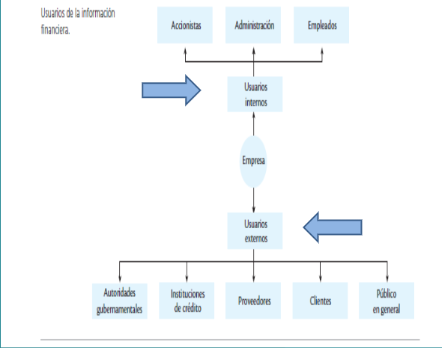 Usuarios de la información
financiera.
Accionistas
Administración
Empleados
Usuarios
internos
Empresa
Usuarios
externos
Autoridades
gubernamentales
Instituciones
de crédito
Proveedores
Clientes
Público
en general